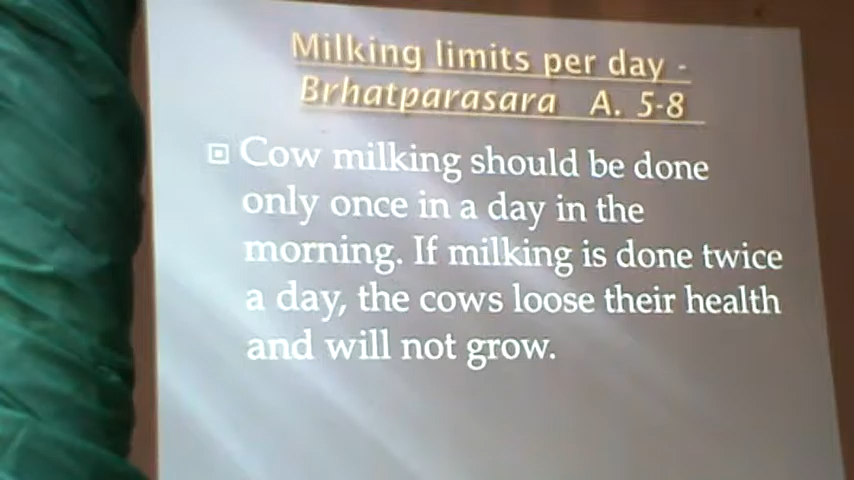 Milking limits per day -
Brhatparasara A. 5-8
Cow milking should be done
only once in a day in the
morning. If milking is done twice
a day, the cows loose their health
and will not grow.